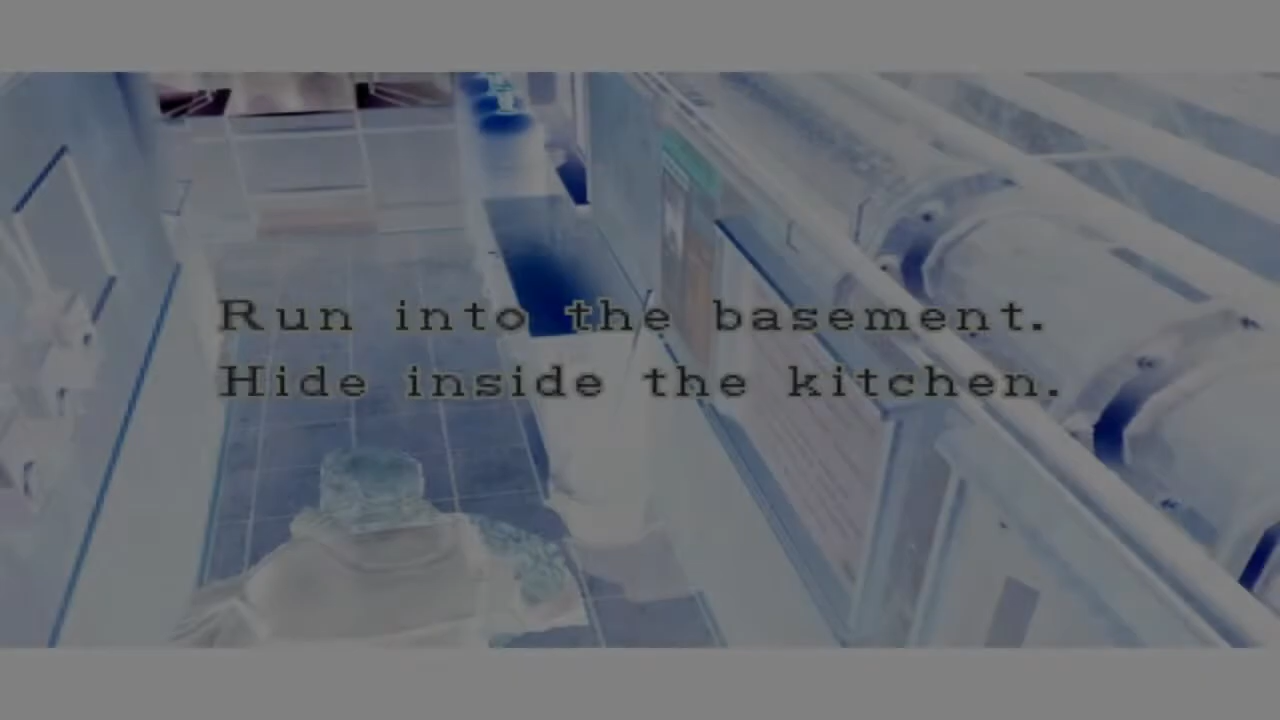 Run into the basement.
Hide inside the kitchen.